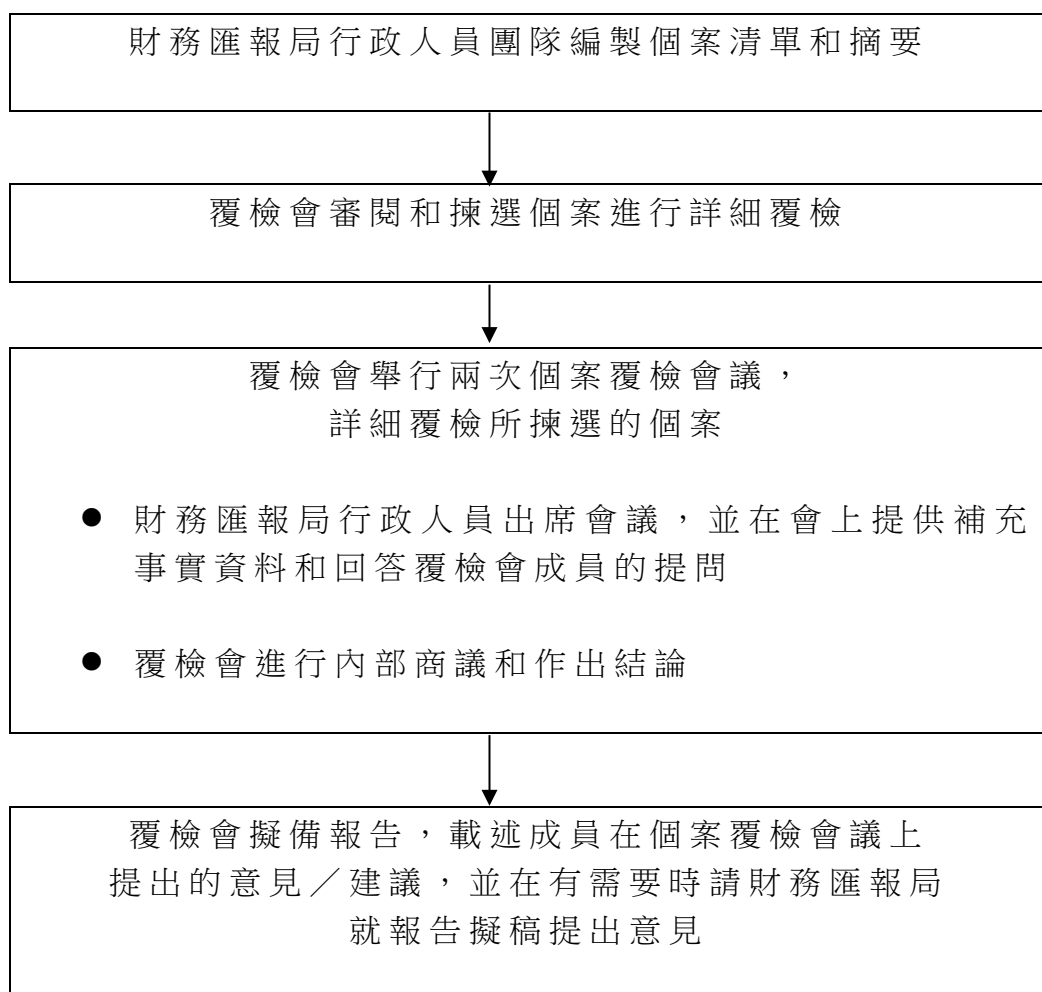 財務匯報局行政人員團隊編製個案清單和摘要
覆檢會審閱和揀選個案進行詳細覆檢
覆檢會舉行兩次個案覆檢會議，
詳細覆檢所揀選的個案
● 財務匯報局行政人員出席會議，並在會上提供補充
事實資料和回答覆檢會成員的提問
● 覆檢會進行內部商議和作出結論
覆檢會擬備報告，載述成員在個案覆檢會議上
提出的意見／建議，並在有需要時請財務匯報局
就報告擬稿提出意見